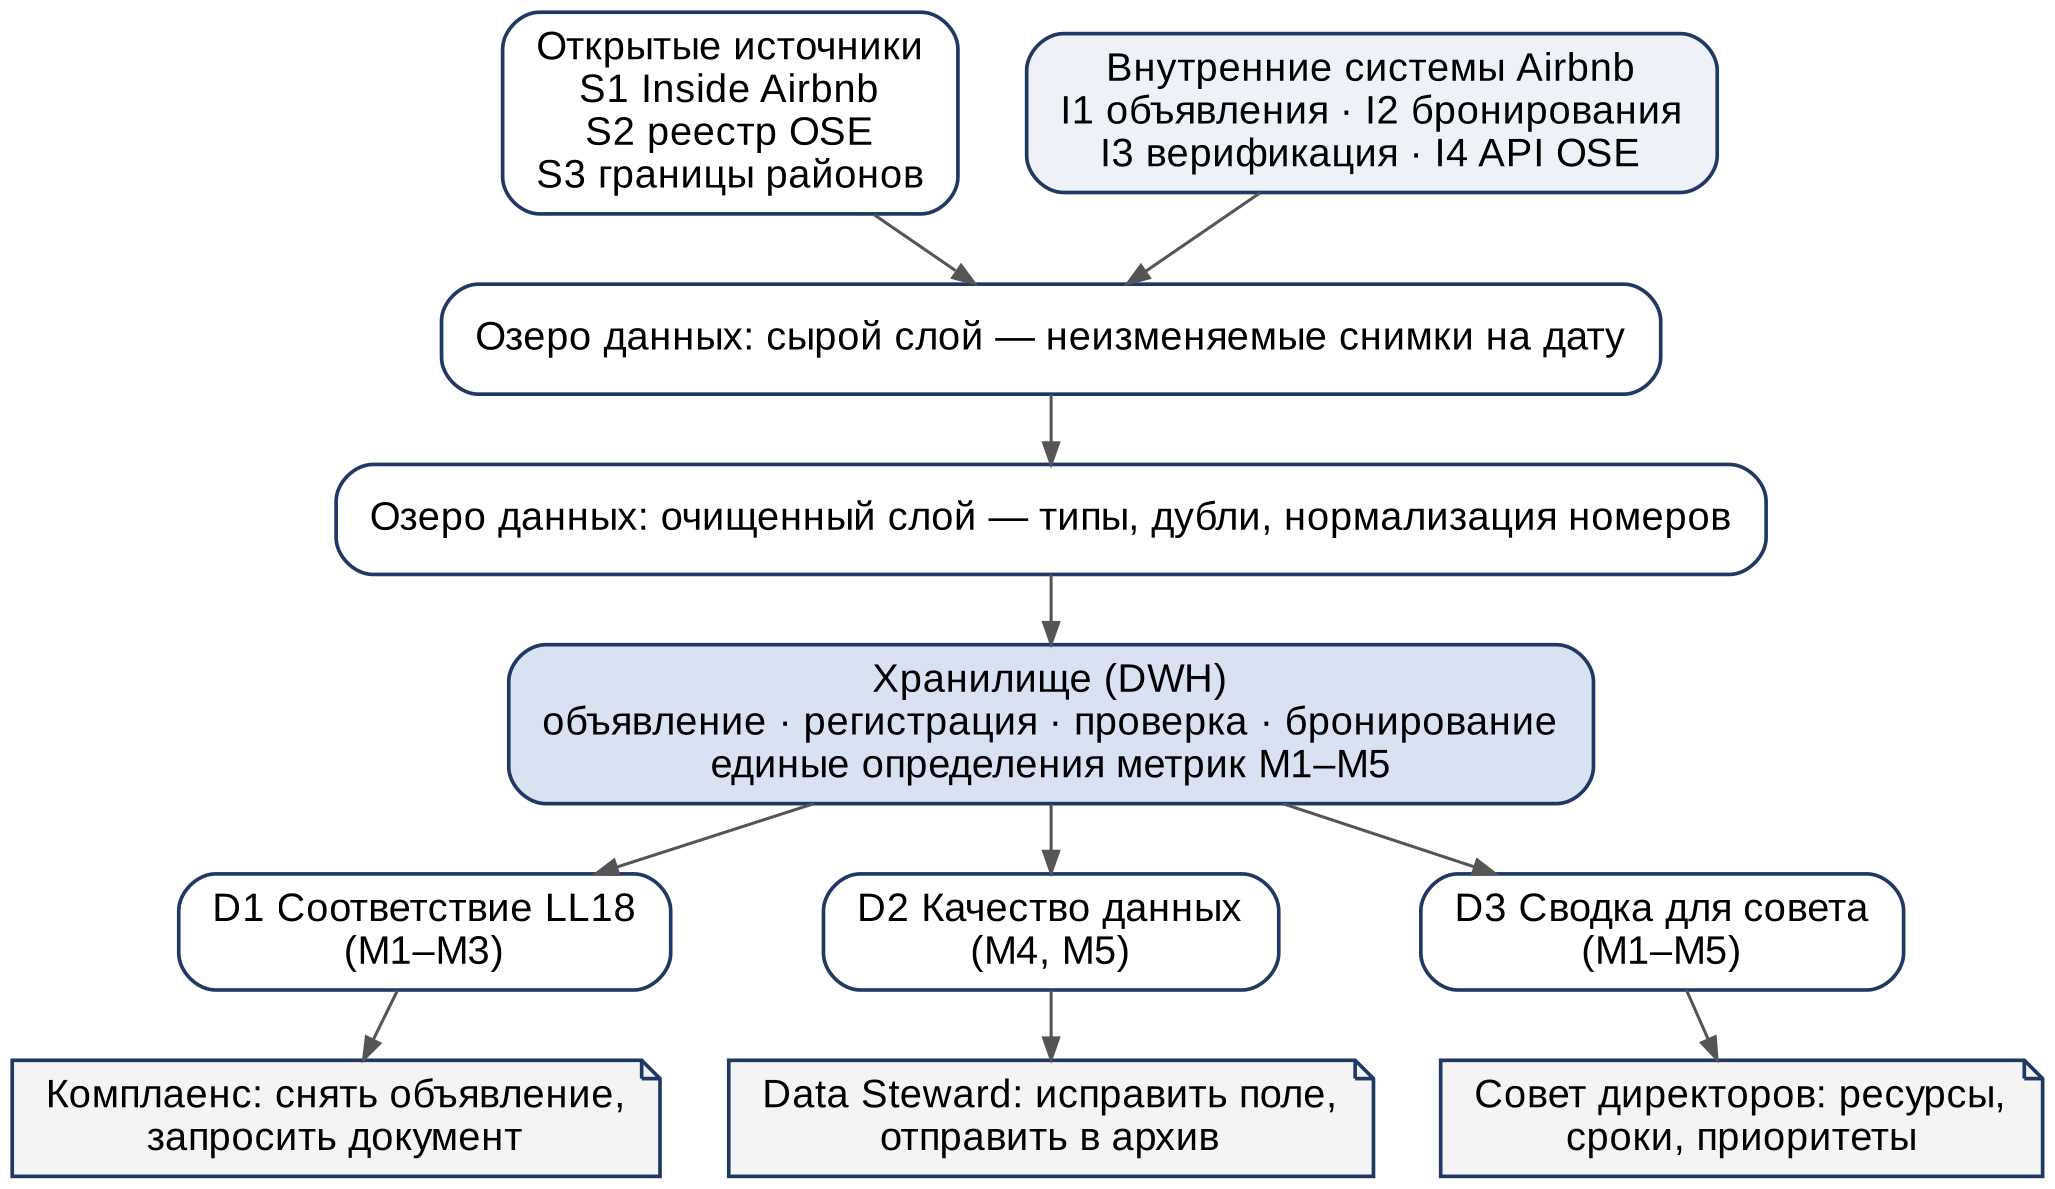 Открытые источники
S1 Inside Airbnb
S2 реестр OSE
S3 границы районов
Внутренние системы Airbnb
I1 объявления · I2 бронирования
I3 верификация · I4 API OSE
Озеро данных: сырой слой — неизменяемые снимки на дату
Озеро данных: очищенный слой — типы, дубли, нормализация номеров
Хранилище (DWH)
объявление · регистрация · проверка · бронирование
единые определения метрик M1–M5
D1 Соответствие LL18
(M1–M3)
D2 Качество данных
(M4, M5)
D3 Сводка для совета
(M1–M5)
Комплаенс: снять объявление,
запросить документ
Data Steward: исправить поле,
отправить в архив
Совет директоров: ресурсы,
сроки, приоритеты